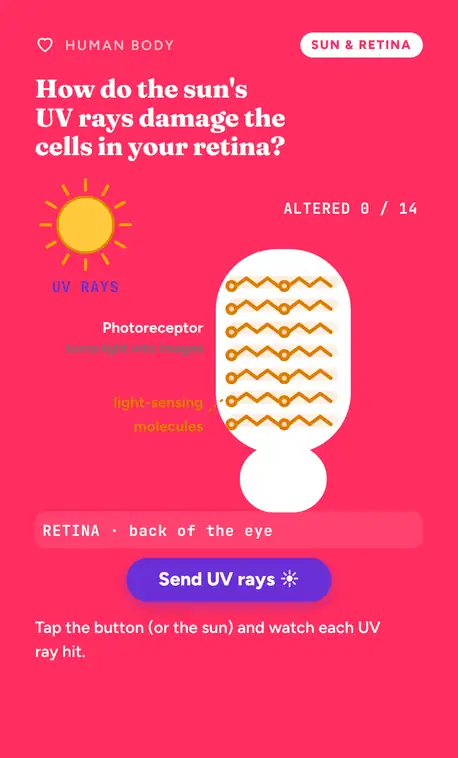 HUMAN BODY
SUN & RETINA
How do the sun's
UV rays damage the
cells in your retina?
ALTERED 0 / 14
UV RAYS
Photoreceptor
turns light into images
light-sensing
molecules
RETINA · back of the eye
Send UV rays ☀
Tap the button (or the sun) and watch each UV
ray hit.